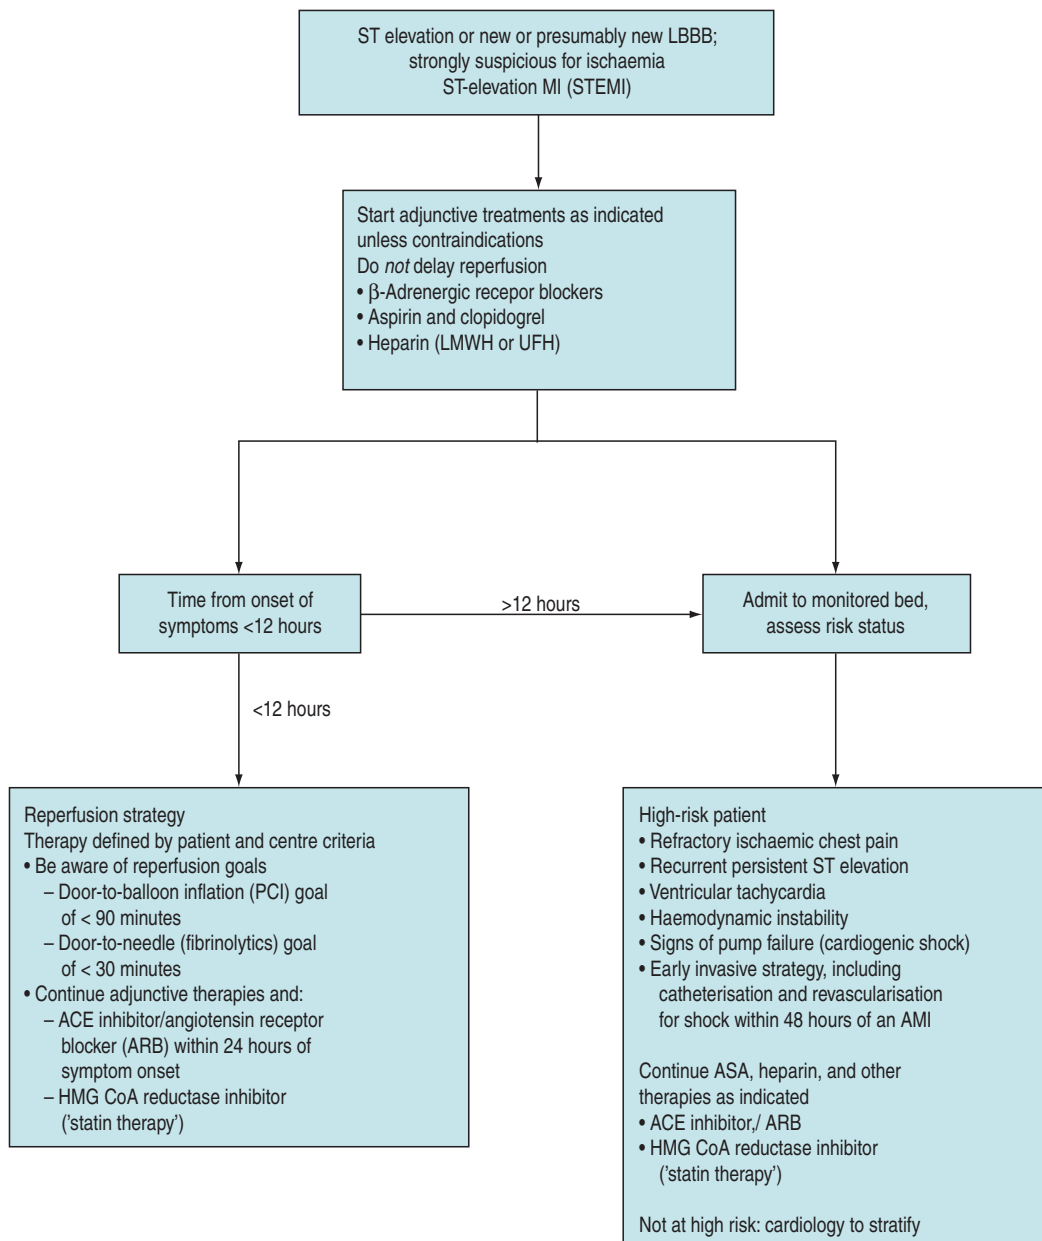 ST elevation or new or presumably new LBBB;
strongly suspicious for ischaemia
ST-elevation MI (STEMI)
Start adjunctive treatments as indicated
unless contraindications
Do not delay reperfusion
• β-Adrenergic recepor blockers
• Aspirin and clopidogrel
• Heparin (LMWH or UFH)
Time from onset of
symptoms <12 hours
>12 hours
Admit to monitored bed,
assess risk status
<12 hours
Reperfusion strategy
Therapy defined by patient and centre criteria
• Be aware of reperfusion goals
– Door-to-balloon inflation (PCI) goal
of < 90 minutes
– Door-to-needle (fibrinolytics) goal
of < 30 minutes
• Continue adjunctive therapies and:
– ACE inhibitor/angiotensin receptor
blocker (ARB) within 24 hours of
symptom onset
– HMG CoA reductase inhibitor
('statin therapy')
High-risk patient
• Refractory ischaemic chest pain
• Recurrent persistent ST elevation
• Ventricular tachycardia
• Haemodynamic instability
• Signs of pump failure (cardiogenic shock)
• Early invasive strategy, including
catheterisation and revascularisation
for shock within 48 hours of an AMI
Continue ASA, heparin, and other
therapies as indicated
• ACE inhibitor,/ ARB
• HMG CoA reductase inhibitor
('statin therapy')
Not at high risk: cardiology to stratify